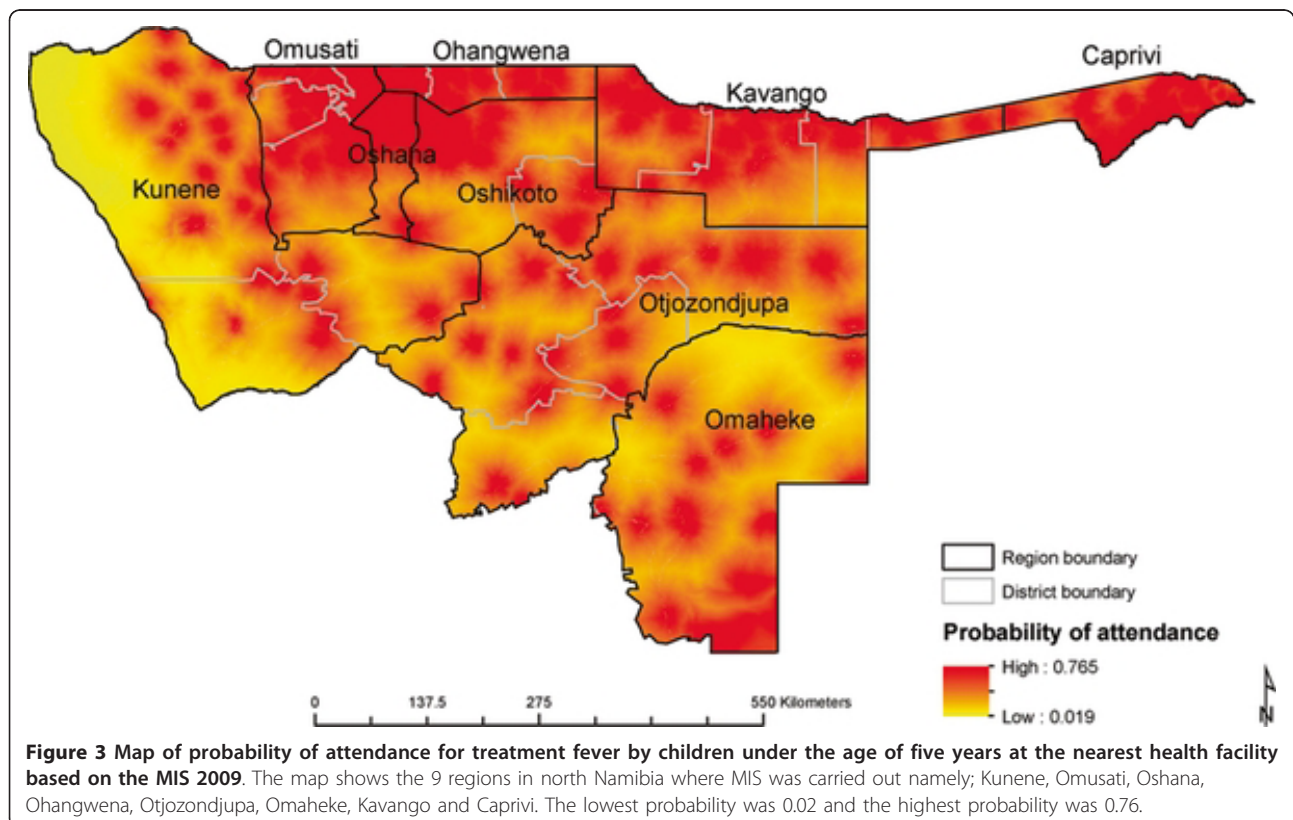 Omusati
Ohangwena
Caprivi
Kavango
Oshana
Kunene
Oshikoto
Otjozondjupa
Omaheke
Region boundary
District boundary
Probability of attendance
High : 0.765
Low : 0.019
0 137.5 275 550 Kilometers
N
Figure 3 Map of probability of attendance for treatment fever by children under the age of five years at the nearest health facility
based on the MIS 2009. The map shows the 9 regions in north Namibia where MIS was carried out namely; Kunene, Omusati, Oshana,
Ohangwena, Otjozondjupa, Omaheke, Kavango and Caprivi. The lowest probability was 0.02 and the highest probability was 0.76.